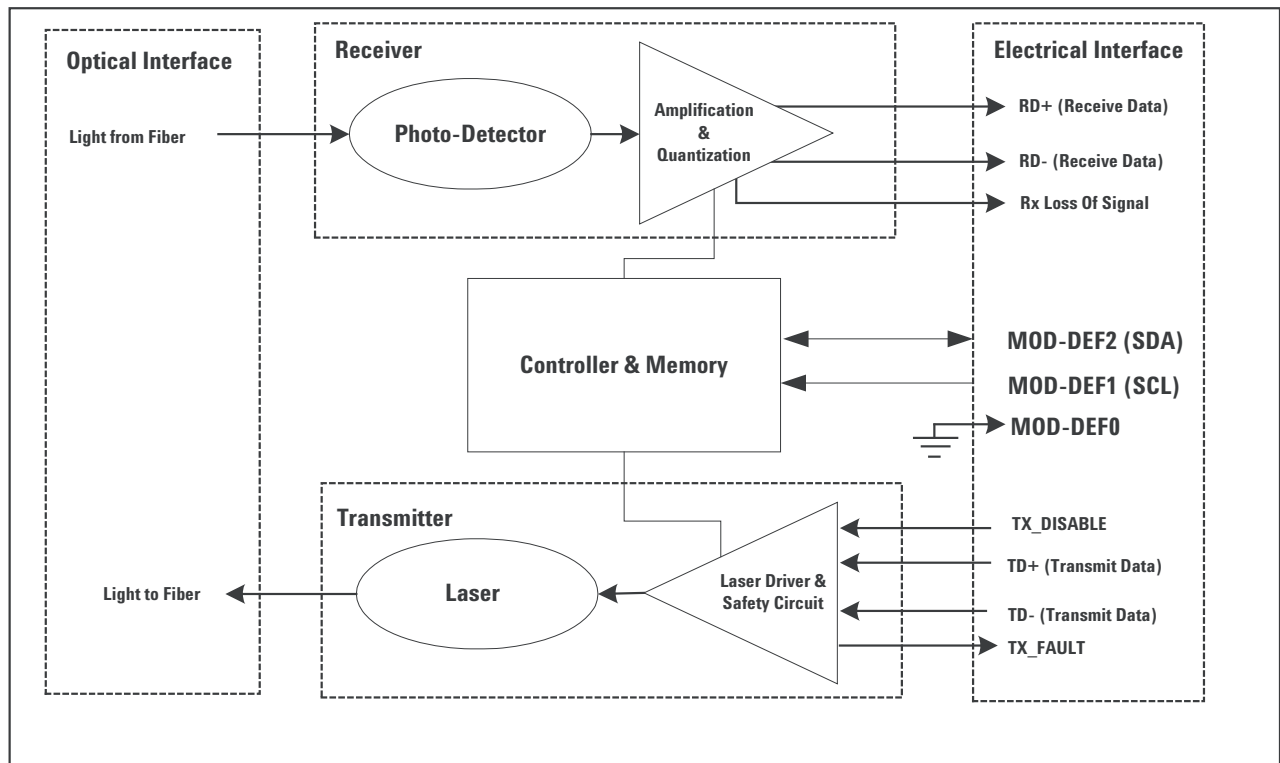 Optical Interface
Receiver
Electrical Interface
Light from Fiber
Photo-Detector
Amplification
&
Quantization
RD+ (Receive Data)
RD- (Receive Data)
Rx Loss Of Signal
Controller & Memory
MOD-DEF2 (SDA)
MOD-DEF1 (SCL)
MOD-DEF0
Transmitter
Light to Fiber
Laser
Laser Driver &
Safety Circuit
TX_DISABLE
TD+ (Transmit Data)
TD- (Transmit Data)
TX_FAULT